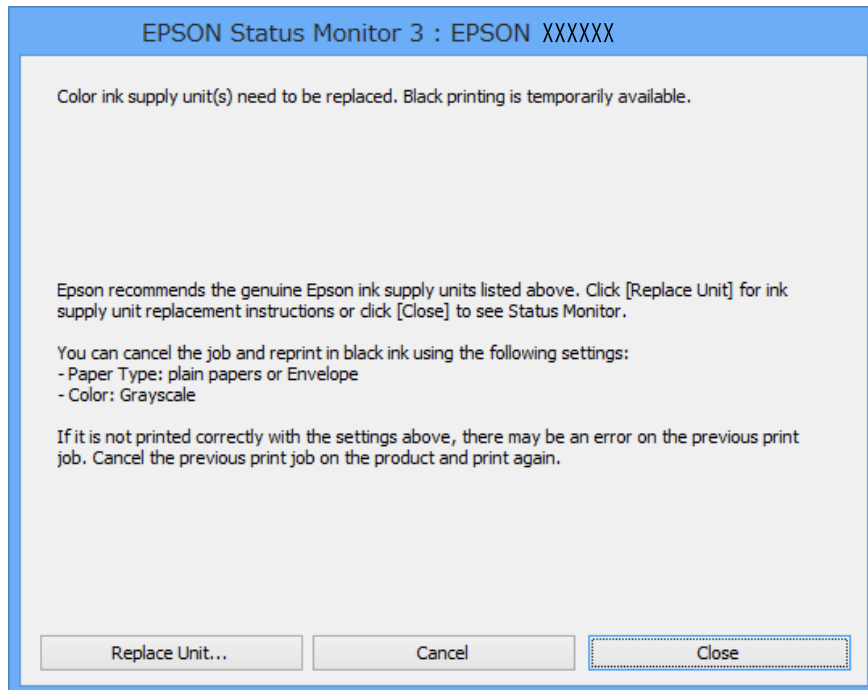 EPSON Status Monitor 3 : EPSON XXXXXX
Color ink supply unit(s) need to be replaced. Black printing is temporarily available.
Epson recommends the genuine Epson ink supply units listed above. Click [Replace Unit] for ink
supply unit replacement instructions or click [Close] to see Status Monitor.
You can cancel the job and reprint in black ink using the following settings:
- Paper Type: plain papers or Envelope
- Color: Grayscale
If it is not printed correctly with the settings above, there may be an error on the previous print
job. Cancel the previous print job on the product and print again.
Replace Unit... Cancel Close